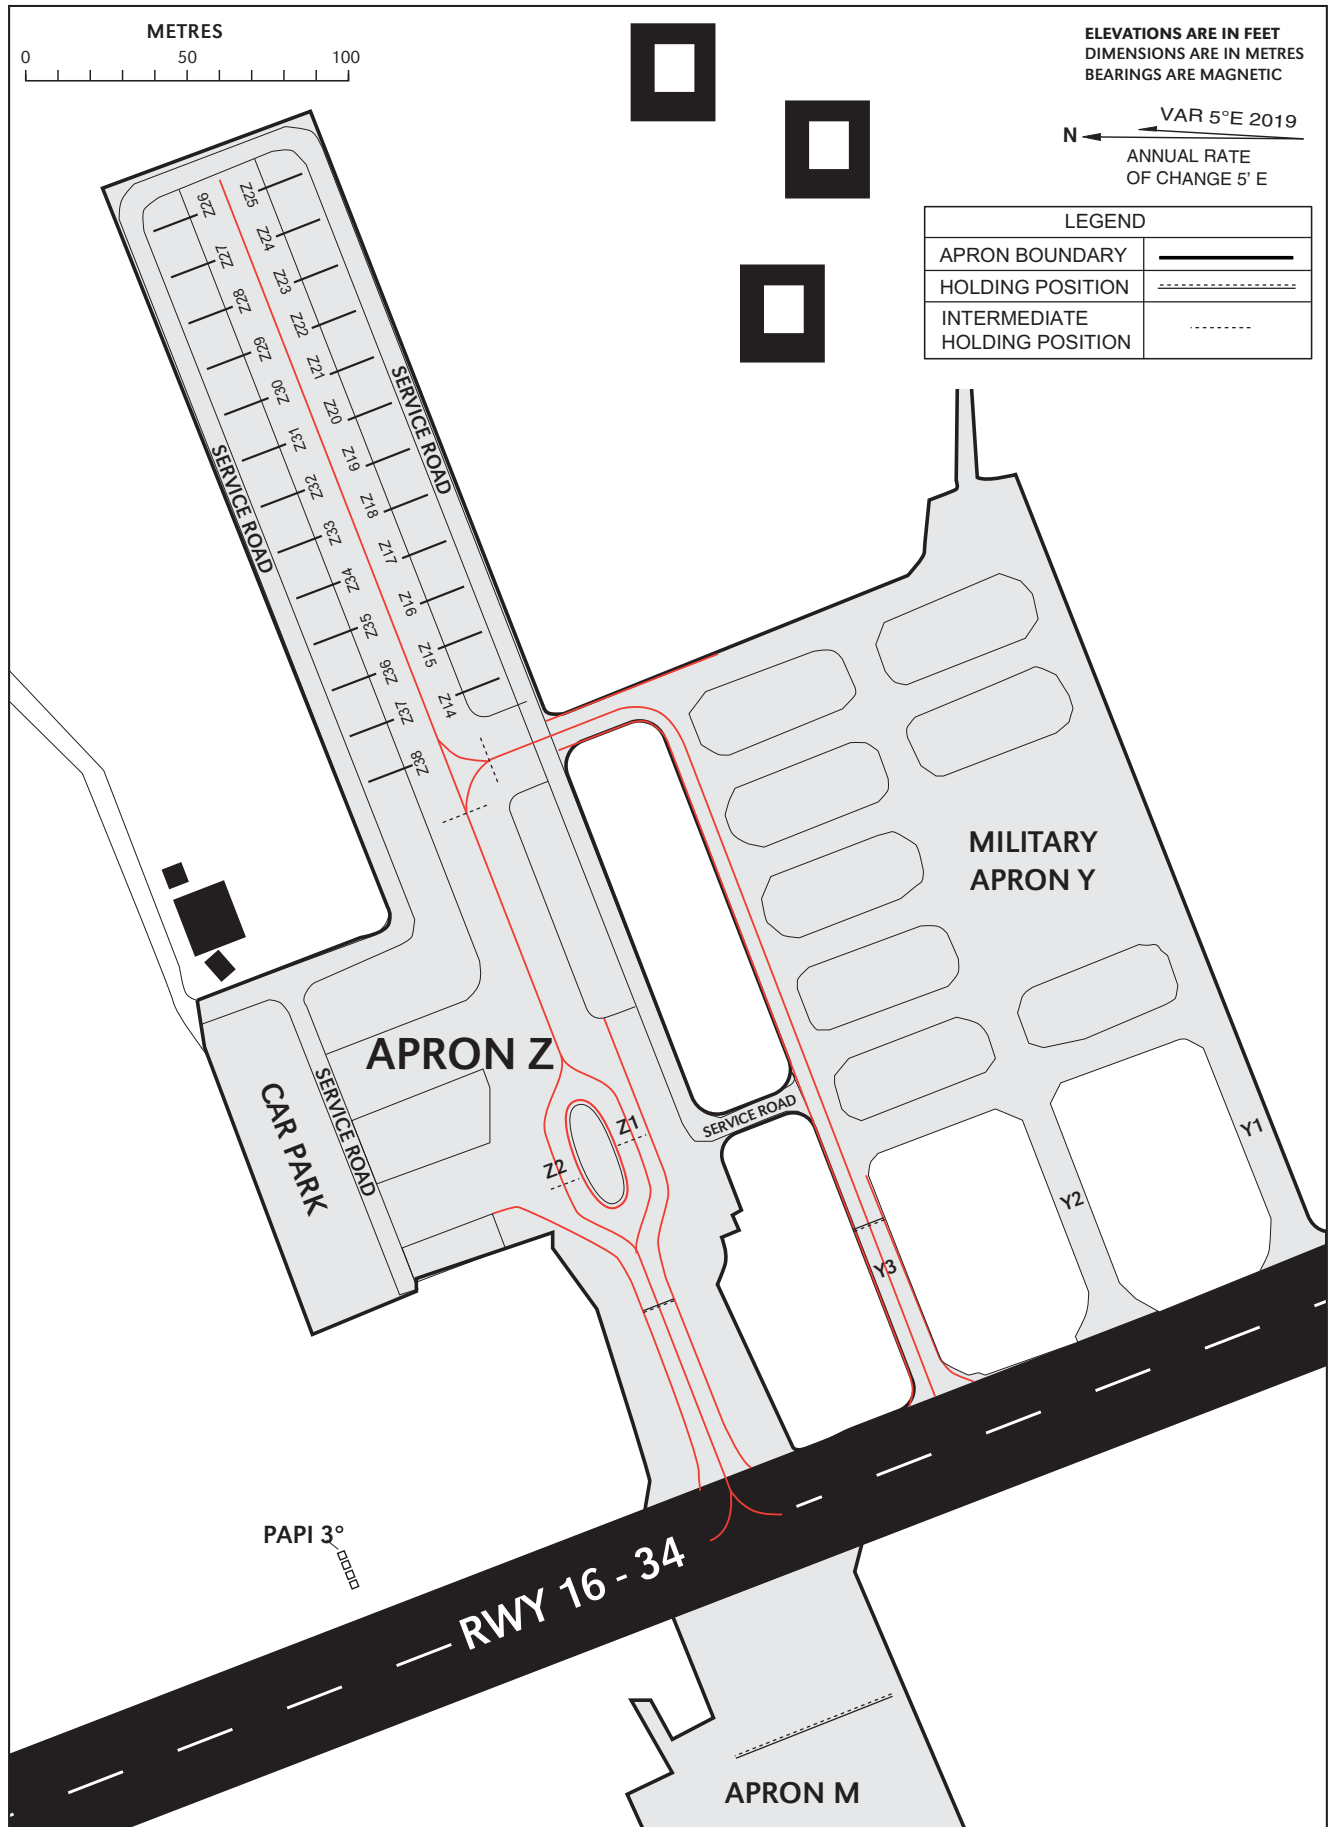 METRES
0 50 100
ELEVATIONS ARE IN FEET
DIMENSIONS ARE IN METRES
BEARINGS ARE MAGNETIC
VAR 5°E 2019
N
ANNUAL RATE
OF CHANGE 5' E
LEGEND
APRON BOUNDARY
HOLDING POSITION
INTERMEDIATE
HOLDING POSITION
Z25
Z24
Z23
Z22
Z21
Z20
Z19
Z18
Z17
Z16
Z15
Z14
Z26
Z27
Z28
Z29
Z30
Z31
Z32
Z33
Z34
Z35
Z36
Z37
Z38
SERVICE ROAD
SERVICE ROAD
MILITARY
APRON Y
APRON Z
CAR PARK
SERVICE ROAD
SERVICE ROAD
Z1
Z2
Y1
Y2
Y3
PAPI 3°
RWY 16 - 34
APRON M